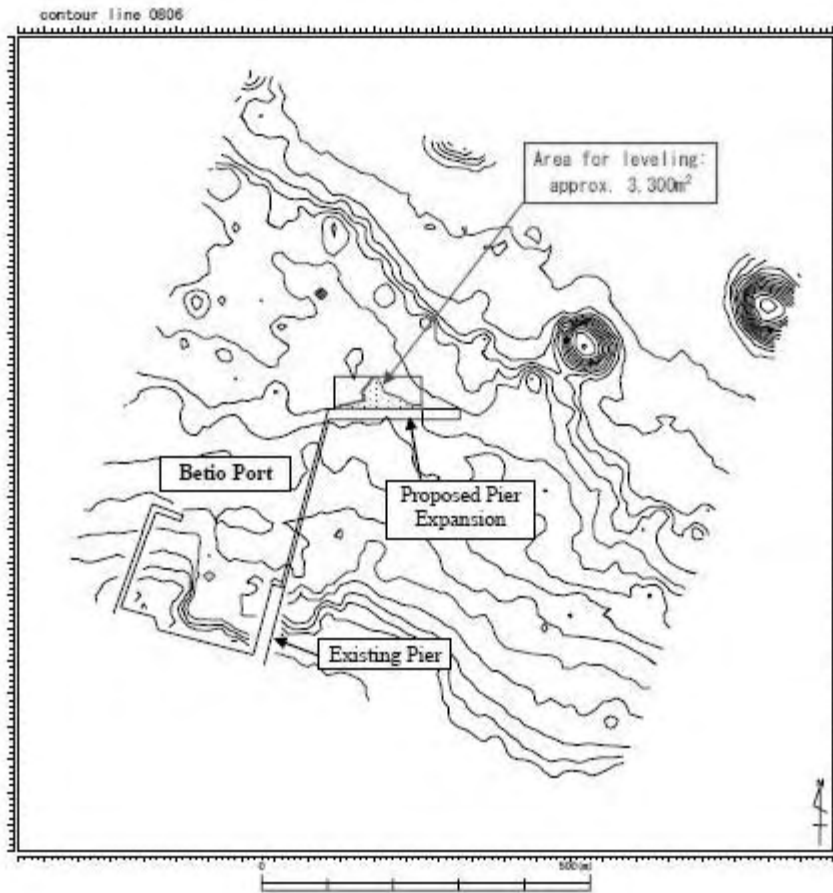 contour line 0806
Area for leveling:
approx. 3,300m²
Betio Port
Proposed Pier
Expansion
Existing Pier
N
0
500(m)